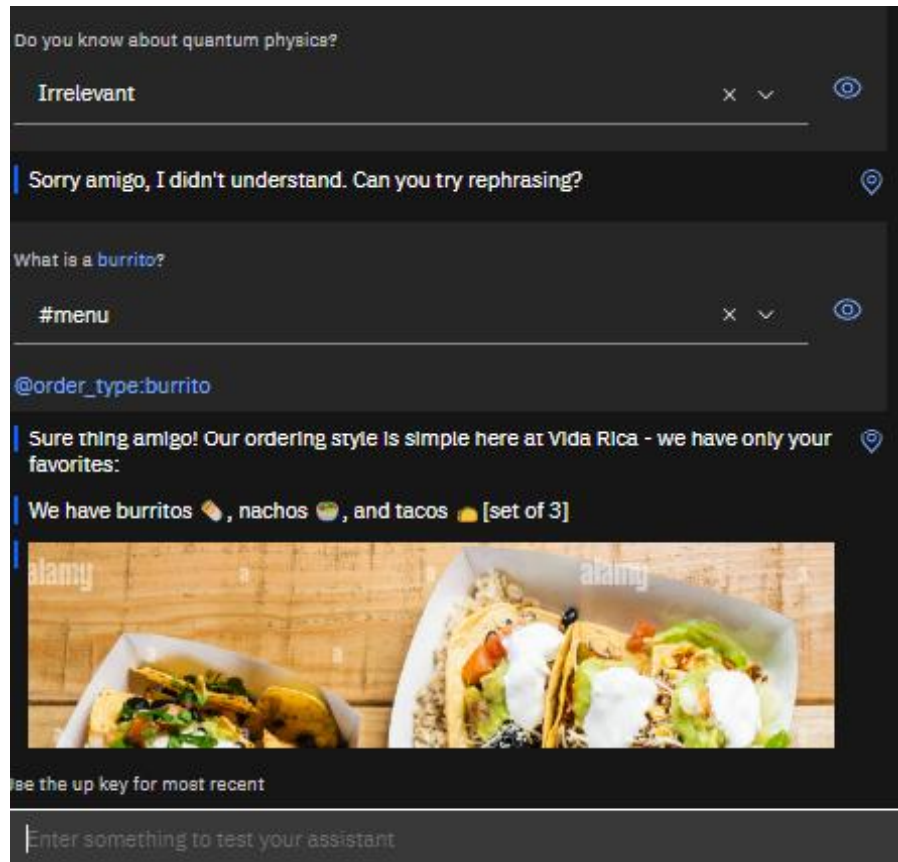 Do you know about quantum physics?
Irrelevant
Sorry amigo, I didn't understand. Can you try rephrasing?
What is a burrito?
#menu
@order_type:burrito
Sure thing amigo! Our ordering style is simple here at Vida Rica - we have only your
favorites:
We have burritos 🌯, nachos 🥗, and tacos 🌮 [set of 3]
alamy alamy
Use the up key for most recent
Enter something to test your assistant